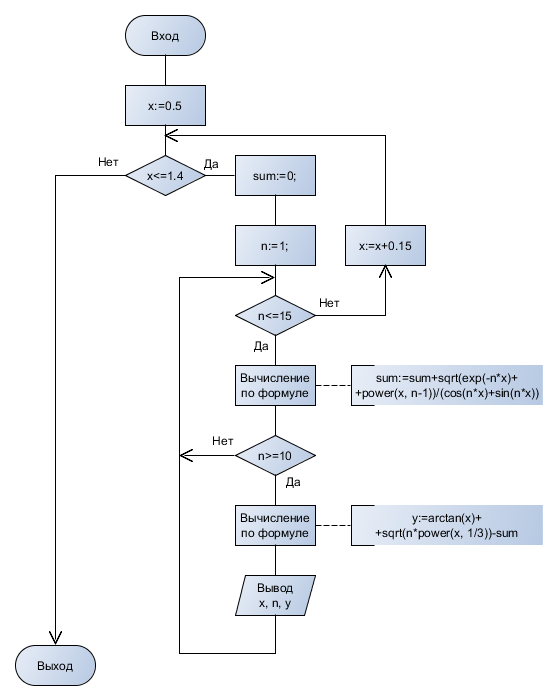 Вход
x:=0.5
Нет
x<=1.4
Да
sum:=0;
n:=1;
x:=x+0.15
n<=15
Нет
Да
Вычисление
по формуле
sum:=sum+sqrt(exp(-n*x)+
+power(x, n-1))/(cos(n*x)+sin(n*x))
Нет
n>=10
Да
Вычисление
по формуле
y:=arctan(x)+
+sqrt(n*power(x, 1/3))-sum
Вывод
x, n, y
Выход